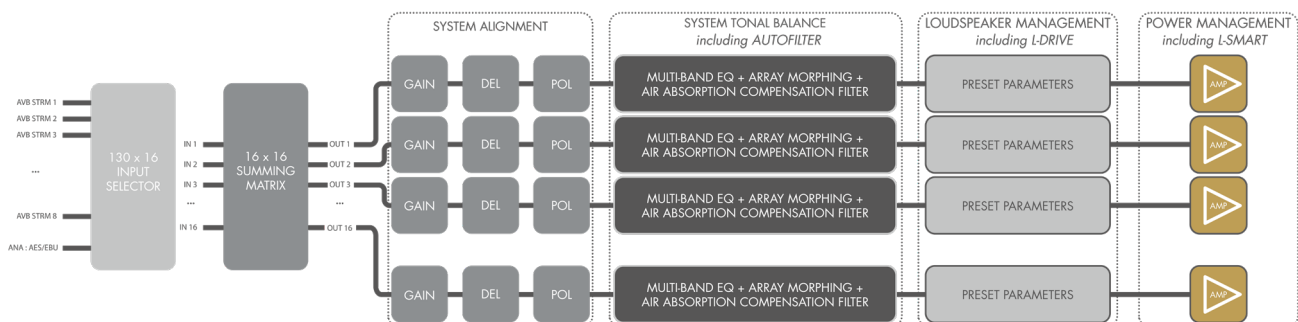 SYSTEM ALIGNMENT
SYSTEM TONAL BALANCE
including AUTOFILTER
LOUDSPEAKER MANAGEMENT
including L-DRIVE
POWER MANAGEMENT
including L-SMART
AVB STRM 1
AVB STRM 2
AVB STRM 3
...
AVB STRM 8
ANA : AES/EBU
130 x 16
INPUT
SELECTOR
IN 1
IN 2
IN 3
...
IN 16
16 x 16
SUMMING
MATRIX
OUT 1
OUT 2
OUT 3
...
OUT 16
GAIN
DEL
POL
MULTI-BAND EQ + ARRAY MORPHING +
AIR ABSORPTION COMPENSATION FILTER
PRESET PARAMETERS
AMP
GAIN
DEL
POL
MULTI-BAND EQ + ARRAY MORPHING +
AIR ABSORPTION COMPENSATION FILTER
PRESET PARAMETERS
AMP
GAIN
DEL
POL
MULTI-BAND EQ + ARRAY MORPHING +
AIR ABSORPTION COMPENSATION FILTER
PRESET PARAMETERS
AMP
GAIN
DEL
POL
MULTI-BAND EQ + ARRAY MORPHING +
AIR ABSORPTION COMPENSATION FILTER
PRESET PARAMETERS
AMP